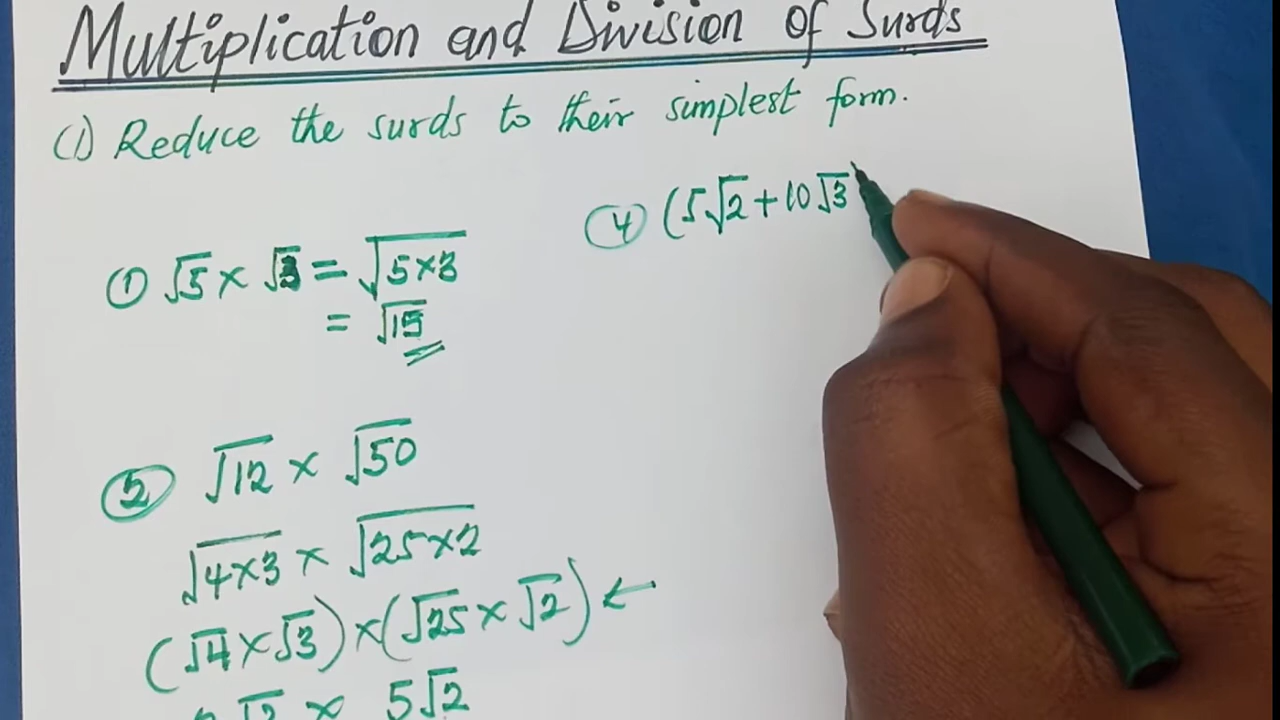 Multiplication and Division of Surds
(1) Reduce the surds to their simplest form.
① √5 × √3 = √5×3
= √15
② √12 × √50
√4×3 × √25×2
(√4 × √3) × (√25 × √2) ←
× 5√2
④ (5√2 + 10√3